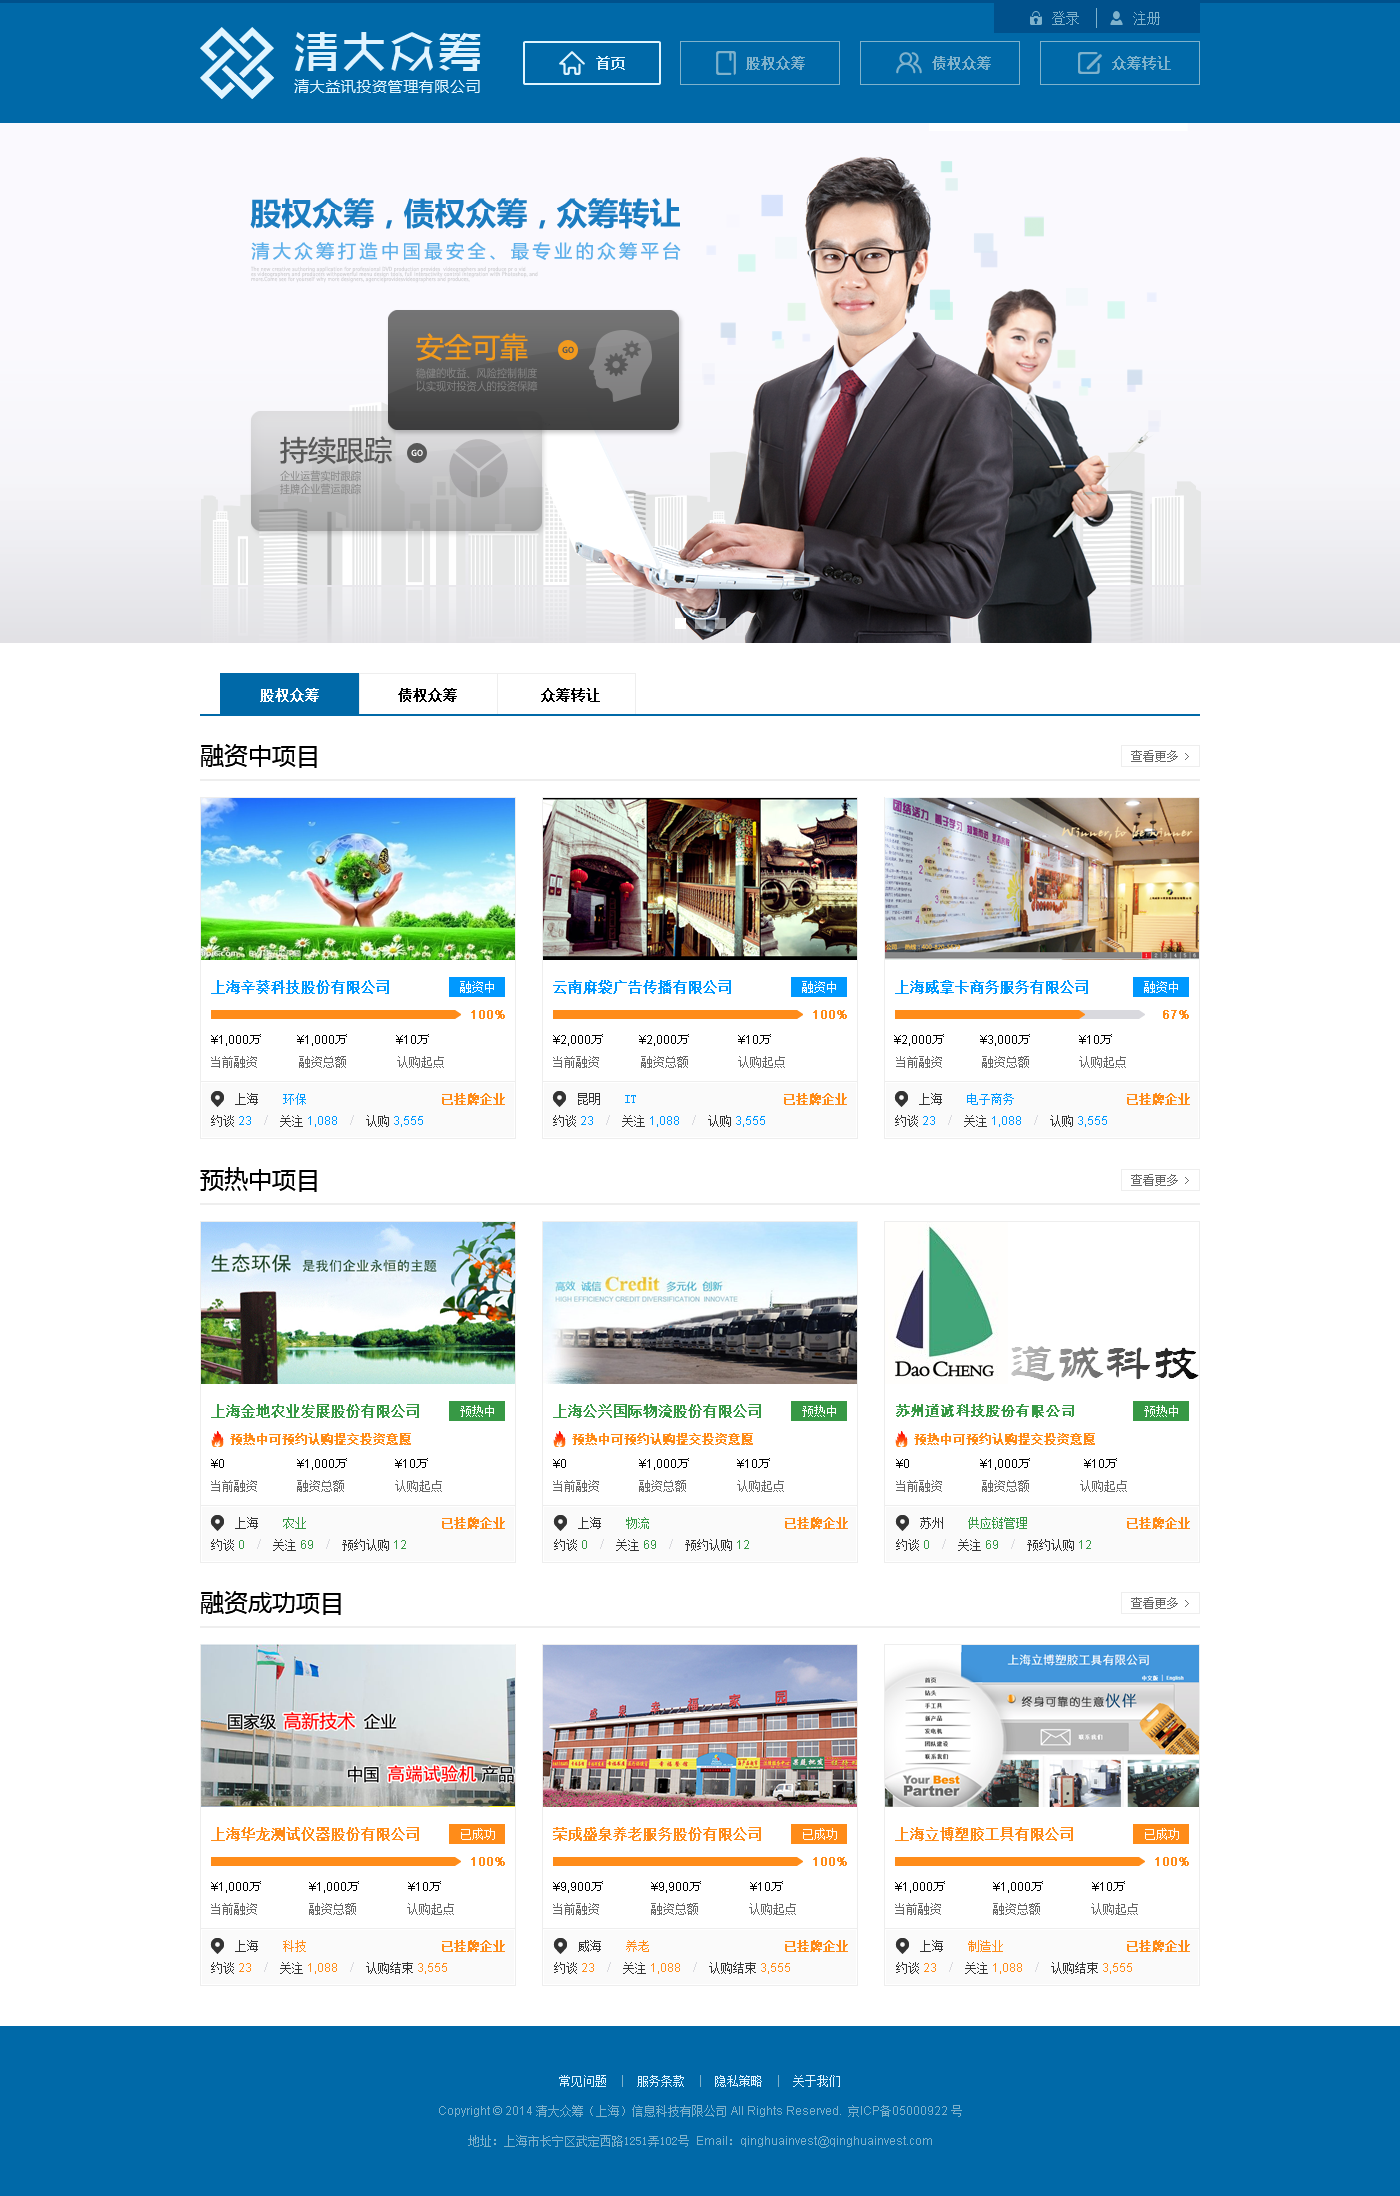 登录 注册
清大众筹
清大益讯投资管理有限公司
首页 股权众筹 债权众筹 众筹转让
股权众筹，债权众筹，众筹转让
清大众筹打造中国最安全、最专业的众筹平台
安全可靠 GO
稳健的收益、风险控制制度
以实现对投资人的投资保障
持续跟踪 GO
企业运营实时跟踪
挂牌企业营运跟踪
股权众筹 债权众筹 众筹转让
融资中项目 查看更多 >
团结活力
Winner, to be winner
上海辛葵科技股份有限公司 融资中
100%
¥1,000万 ¥1,000万 ¥10万
当前融资 融资总额 认购起点
上海 环保 已挂牌企业
约谈 23 / 关注 1,088 / 认购 3,555
云南麻袋广告传播有限公司 融资中
100%
¥2,000万 ¥2,000万 ¥10万
当前融资 融资总额 认购起点
昆明 IT 已挂牌企业
约谈 23 / 关注 1,088 / 认购 3,555
上海威拿卡商务服务有限公司 融资中
67%
¥2,000万 ¥3,000万 ¥10万
当前融资 融资总额 认购起点
上海 电子商务 已挂牌企业
约谈 23 / 关注 1,088 / 认购 3,555
预热中项目 查看更多 >
生态环保 是我们企业永恒的主题
上海金地农业发展股份有限公司 预热中
预热中可预约认购提交投资意愿
¥0 ¥1,000万 ¥10万
当前融资 融资总额 认购起点
上海 农业 已挂牌企业
约谈 0 / 关注 69 / 预约认购 12
高效 诚信 Credit 多元化 创新
HIGH EFFICIENCY CREDIT DIVERSIFICATION INNOVATE
上海公兴国际物流股份有限公司 预热中
预热中可预约认购提交投资意愿
¥0 ¥1,000万 ¥10万
当前融资 融资总额 认购起点
上海 物流 已挂牌企业
约谈 0 / 关注 69 / 预约认购 12
DAO CHENG 道诚科技
苏州道诚科技股份有限公司 预热中
预热中可预约认购提交投资意愿
¥0 ¥1,000万 ¥10万
当前融资 融资总额 认购起点
苏州 供应链管理 已挂牌企业
约谈 0 / 关注 69 / 预约认购 12
融资成功项目 查看更多 >
国家级 高新技术 企业
中国 高端试验机 产品
上海华龙测试仪器股份有限公司 已成功
100%
¥1,000万 ¥1,000万 ¥10万
当前融资 融资总额 认购起点
上海 科技 已挂牌企业
约谈 23 / 关注 1,088 / 认购结束 3,555
盛泉幸福家园
荣成盛泉养老服务股份有限公司 已成功
100%
¥9,900万 ¥9,900万 ¥10万
当前融资 融资总额 认购起点
威海 养老 已挂牌企业
约谈 23 / 关注 1,088 / 认购结束 3,555
上海立博塑胶工具有限公司
中文版 | English
首页
钻头
手工具
新产品
发电机
团队建设
联系我们
终身可靠的生意伙伴
联系我们
Your Best
Partner
上海立博塑胶工具有限公司 已成功
100%
¥1,000万 ¥1,000万 ¥10万
当前融资 融资总额 认购起点
上海 制造业 已挂牌企业
约谈 23 / 关注 1,088 / 认购结束 3,555
常见问题 | 服务条款 | 隐私策略 | 关于我们
Copyright © 2014 清大众筹（上海）信息科技有限公司 All Rights Reserved. 京ICP备05000922 号
地址：上海市长宁区武定西路1251弄102号 Email：qinghuainvest@qinghuainvest.com